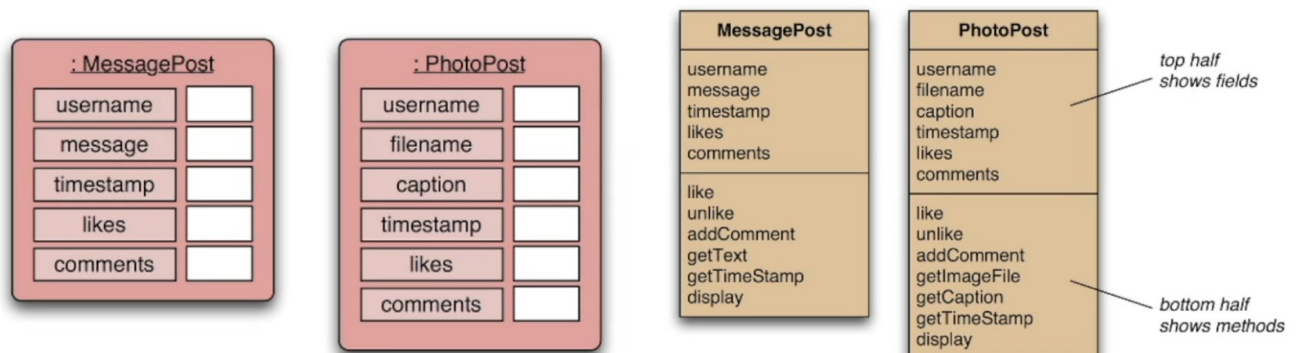 : MessagePost
username
message
timestamp
likes
comments
: PhotoPost
username
filename
caption
timestamp
likes
comments
MessagePost
username
message
timestamp
likes
comments
like
unlike
addComment
getText
getTimeStamp
display
PhotoPost
username
filename
caption
timestamp
likes
comments
like
unlike
addComment
getImageFile
getCaption
getTimeStamp
display
top half
shows fields
bottom half
shows methods